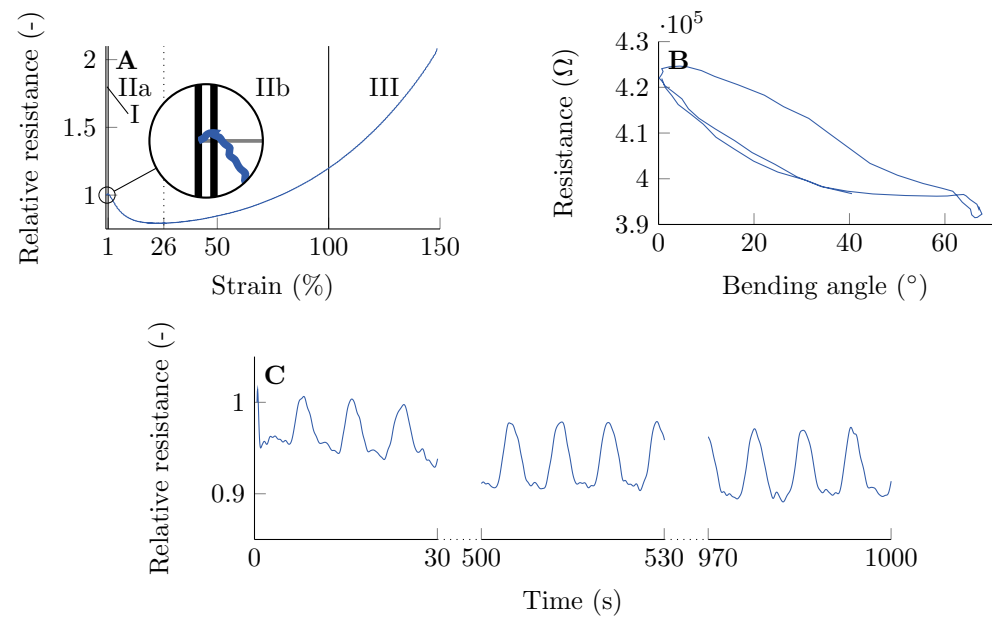 Relative resistance (-)
2
1.5
1
A
IIa
I
IIb
III
1 26 50 100 150
Strain (%)
·10⁵
Resistance (Ω)
4.3
4.2
4.1
4
3.9
B
0 20 40 60
Bending angle (°)
Relative resistance (-)
1
0.9
C
0 30 500 530 970 1000
Time (s)